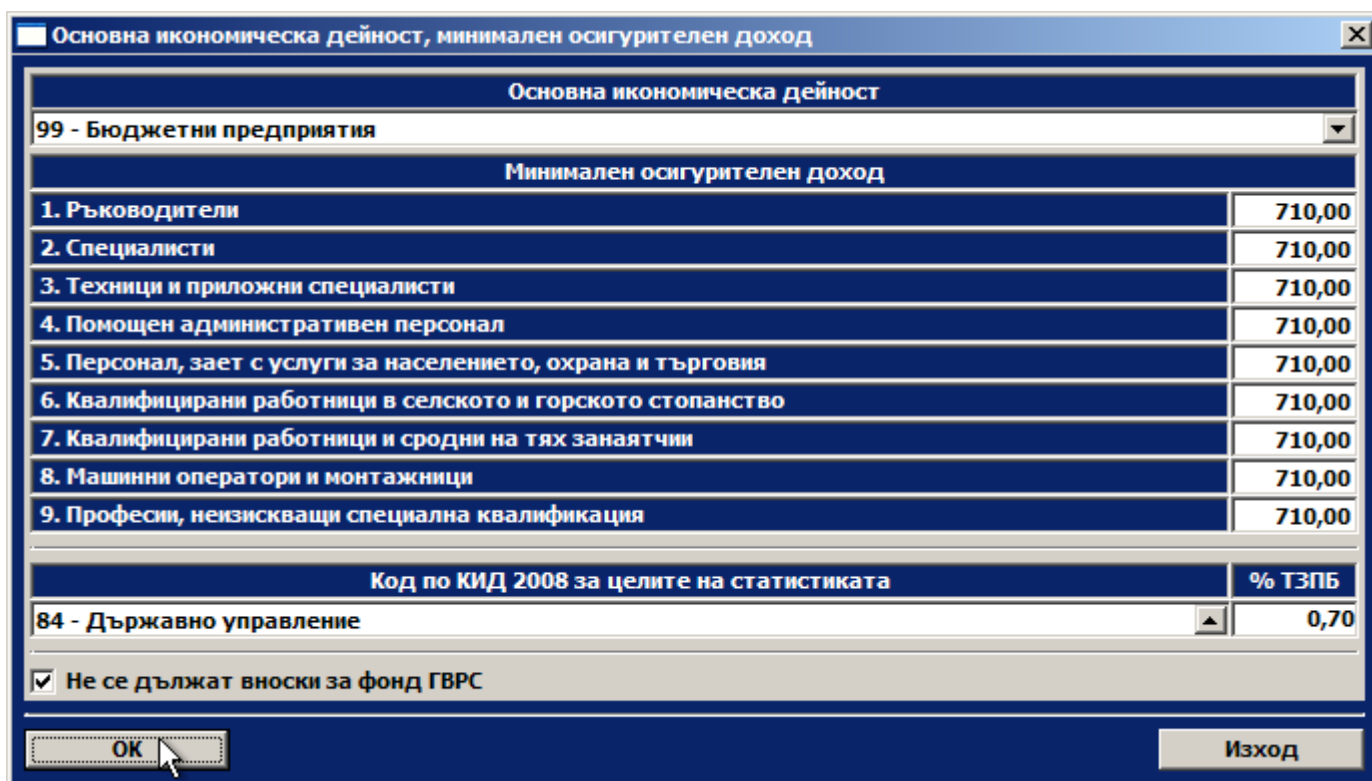 Основна икономическа дейност, минимален осигурителен доход
Основна икономическа дейност
99 - Бюджетни предприятия
Минимален осигурителен доход
1. Ръководители 710,00
2. Специалисти 710,00
3. Техници и приложни специалисти 710,00
4. Помощен административен персонал 710,00
5. Персонал, зает с услуги за населението, охрана и търговия 710,00
6. Квалифицирани работници в селското и горското стопанство 710,00
7. Квалифицирани работници и сродни на тях занаятчии 710,00
8. Машинни оператори и монтажници 710,00
9. Професии, неизискващи специална квалификация 710,00
Код по КИД 2008 за целите на статистиката % ТЗПБ
84 - Държавно управление 0,70
Не се дължат вноски за фонд ГВРС
ОК Изход